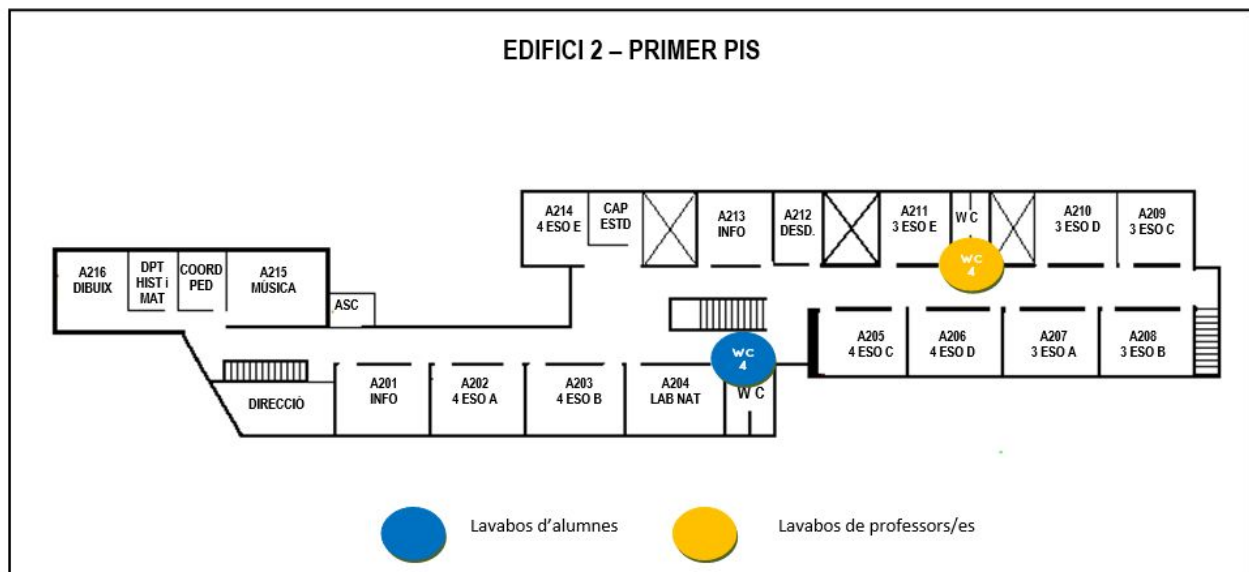 EDIFICI 2 – PRIMER PIS
A214
4 ESO E
CAP
ESTD
A213
INFO
A212
DESD.
A211
3 ESO E
W C
A210
3 ESO D
A209
3 ESO C
WC
4
A216
DIBUIX
DPT
HIST i
MAT
COORD
PED
A215
MÚSICA
ASC
A205
4 ESO C
A206
4 ESO D
A207
3 ESO A
A208
3 ESO B
WC
4
DIRECCIÓ
A201
INFO
A202
4 ESO A
A203
4 ESO B
A204
LAB NAT
W C
Lavabos d'alumnes
Lavabos de professors/es